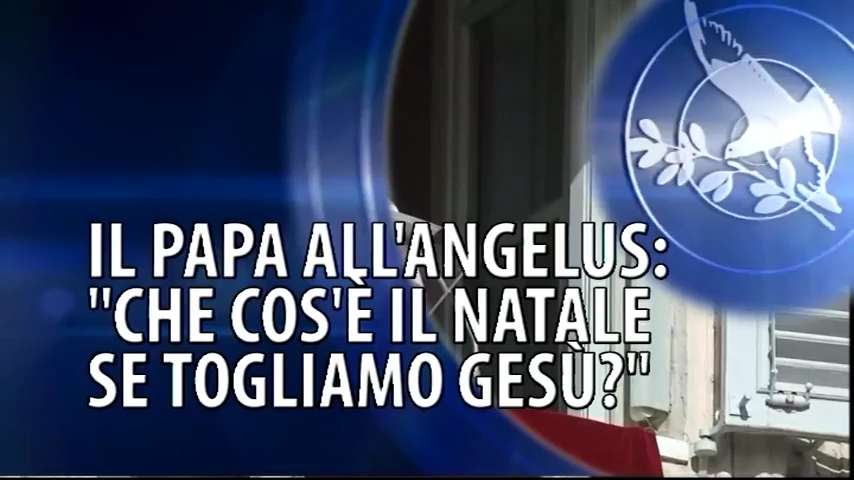 IL PAPA ALL'ANGELUS:
"CHE COS'È IL NATALE
SE TOGLIAMO GESÙ?"